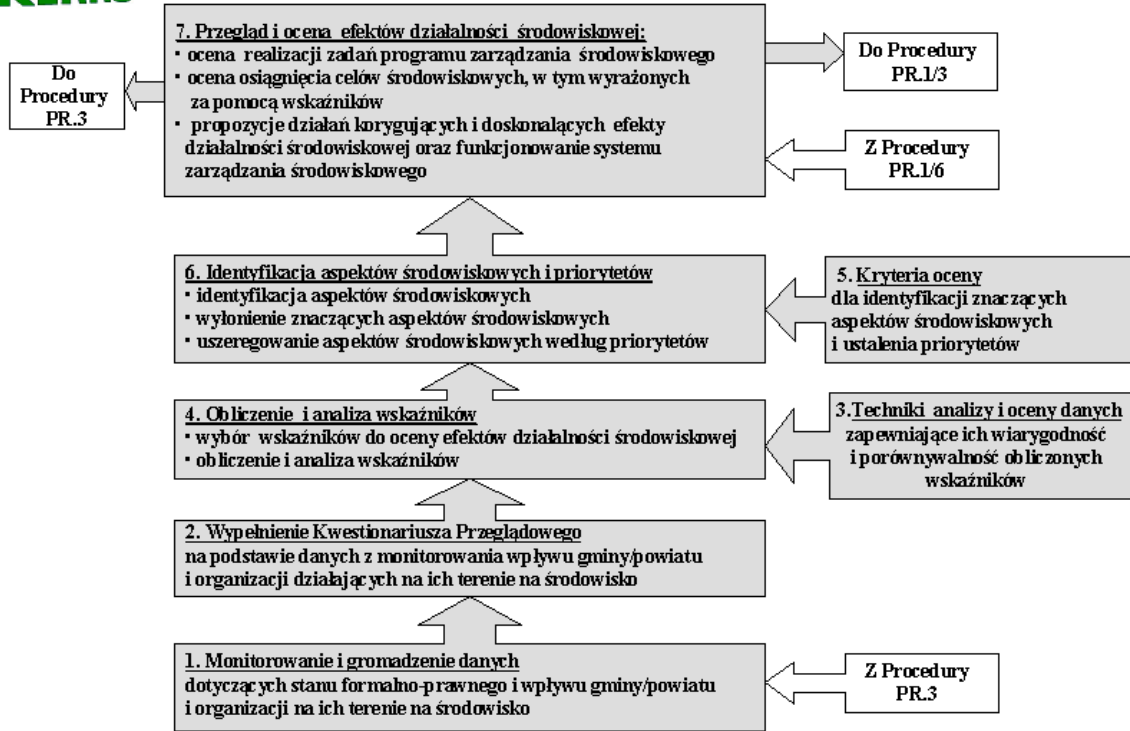 7. Przegląd i ocena efektów działalności środowiskowej:
· ocena realizacji zadań programu zarządzania środowiskowego
· ocena osiągnięcia celów środowiskowych, w tym wyrażonych
za pomocą wskaźników
· propozycje działań korygujących i doskonalących efekty
działalności środowiskowej oraz funkcjonowanie systemu
zarządzania środowiskowego
Do
Procedury
PR.3
Do Procedury
PR.1/3
Z Procedury
PR.1/6
6. Identyfikacja aspektów środowiskowych i priorytetów
· identyfikacja aspektów środowiskowych
· wyłonienie znaczących aspektów środowiskowych
· uszeregowanie aspektów środowiskowych według priorytetów
5. Kryteria oceny
dla identyfikacji znaczących
aspektów środowiskowych
i ustalenia priorytetów
4. Obliczenie i analiza wskaźników
· wybór wskaźników do oceny efektów działalności środowiskowej
· obliczenie i analiza wskaźników
3.Techniki analizy i oceny danych
zapewniające ich wiarygodność
i porównywalność obliczonych
wskaźników
2. Wypełnienie Kwestionariusza Przeglądowego
na podstawie danych z monitorowania wpływu gminy/powiatu
i organizacji działających na ich terenie na środowisko
1. Monitorowanie i gromadzenie danych
dotyczących stanu formalno-prawnego i wpływu gminy/powiatu
i organizacji na ich terenie na środowisko
Z Procedury
PR.3